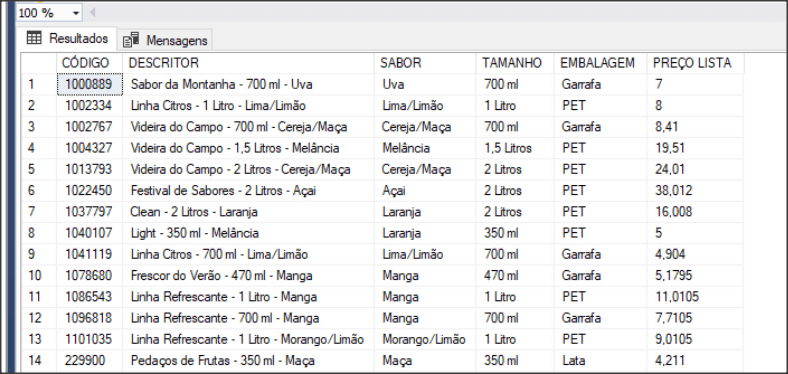 100 %
Resultados Mensagens
CÓDIGO DESCRITOR SABOR TAMANHO EMBALAGEM PREÇO LISTA
1 1000889 Sabor da Montanha - 700 ml - Uva Uva 700 ml Garrafa 7
2 1002334 Linha Citros - 1 Litro - Lima/Limão Lima/Limão 1 Litro PET 8
3 1002767 Videira do Campo - 700 ml - Cereja/Maça Cereja/Maça 700 ml Garrafa 8,41
4 1004327 Videira do Campo - 1,5 Litros - Melância Melância 1,5 Litros PET 19,51
5 1013793 Videira do Campo - 2 Litros - Cereja/Maça Cereja/Maça 2 Litros PET 24,01
6 1022450 Festival de Sabores - 2 Litros - Açai Açai 2 Litros PET 38,012
7 1037797 Clean - 2 Litros - Laranja Laranja 2 Litros PET 16,008
8 1040107 Light - 350 ml - Melância Melância 350 ml PET 5
9 1041119 Linha Citros - 700 ml - Lima/Limão Lima/Limão 700 ml Garrafa 4,904
10 1078680 Frescor do Verão - 470 ml - Manga Manga 470 ml Garrafa 5,1795
11 1086543 Linha Refrescante - 1 Litro - Manga Manga 1 Litro PET 11,0105
12 1096818 Linha Refrescante - 700 ml - Manga Manga 700 ml Garrafa 7,7105
13 1101035 Linha Refrescante - 1 Litro - Morango/Limão Morango/Limão 1 Litro PET 9,0105
14 229900 Pedaços de Frutas - 350 ml - Maça Maça 350 ml Lata 4,211